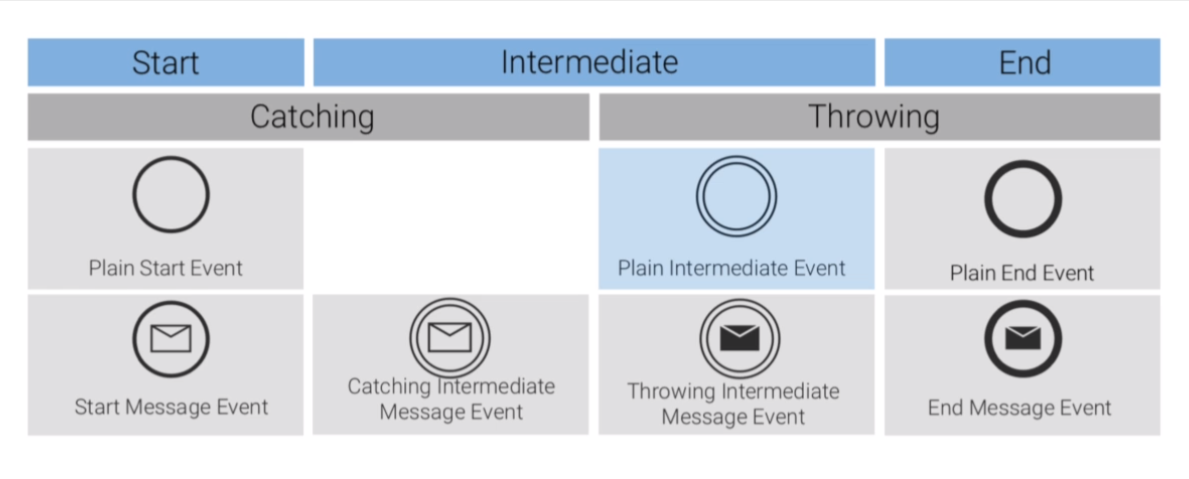 Start
Intermediate
End
Catching
Throwing
Plain Start Event
Plain Intermediate Event
Plain End Event
Start Message Event
Catching Intermediate
Message Event
Throwing Intermediate
Message Event
End Message Event